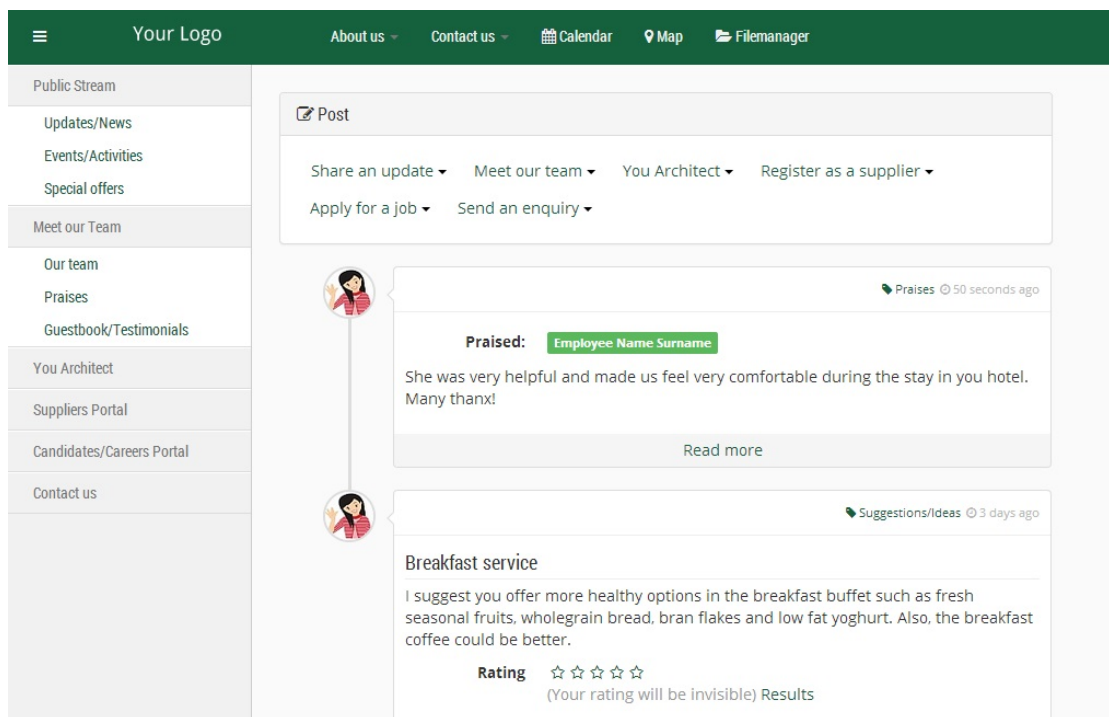 Your Logo
About us
Contact us
Calendar
Map
Filemanager
Public Stream
Updates/News
Events/Activities
Special offers
Meet our Team
Our team
Praises
Guestbook/Testimonials
You Architect
Suppliers Portal
Candidates/Careers Portal
Contact us
Post
Share an update
Meet our team
You Architect
Register as a supplier
Apply for a job
Send an enquiry
Praises 50 seconds ago
Praised: Employee Name Surname
She was very helpful and made us feel very comfortable during the stay in you hotel.
Many thanx!
Read more
Suggestions/Ideas 3 days ago
Breakfast service
I suggest you offer more healthy options in the breakfast buffet such as fresh
seasonal fruits, wholegrain bread, bran flakes and low fat yoghurt. Also, the breakfast
coffee could be better.
Rating
(Your rating will be invisible) Results